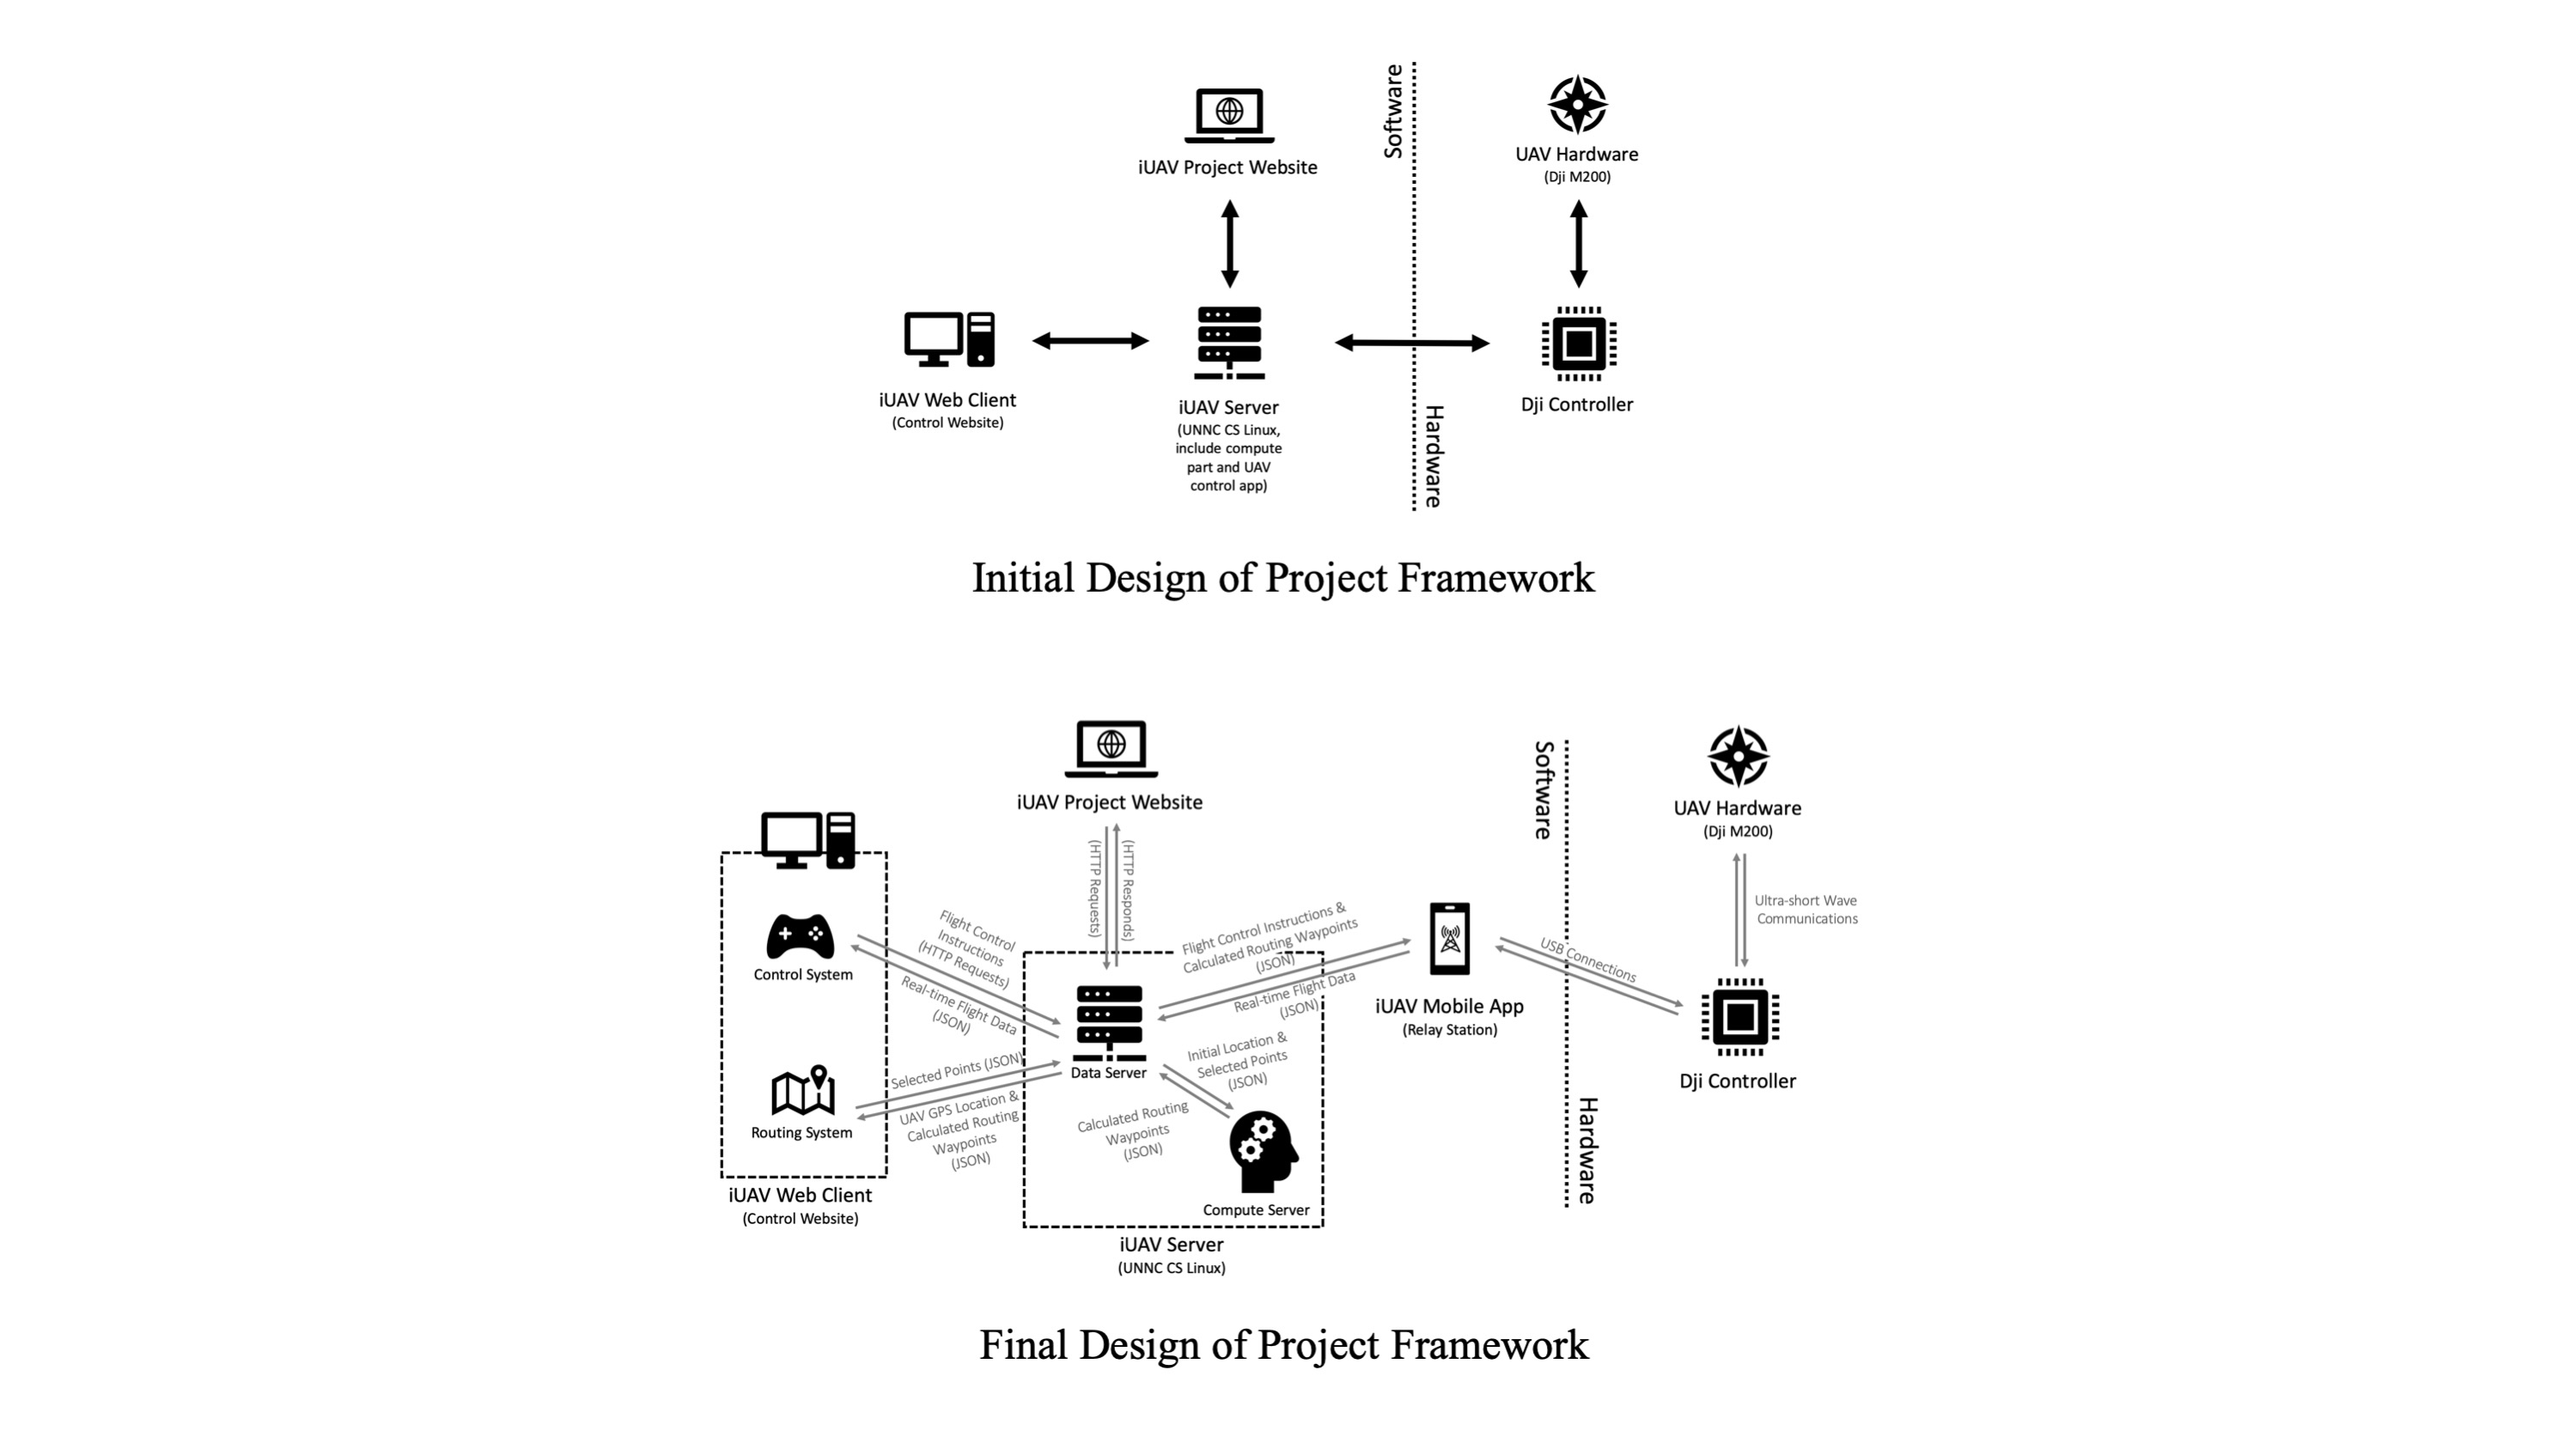 Software
iUAV Project Website
UAV Hardware
(Dji M200)
iUAV Web Client
(Control Website)
iUAV Server
(UNNC CS Linux,
include compute
part and UAV
control app)
Hardware
Dji Controller
Initial Design of Project Framework
iUAV Project Website
Software
UAV Hardware
(Dji M200)
(HTTP Requests)
(HTTP Responds)
Ultra-short Wave
Communications
Control System
Flight Control
Instructions
(HTTP Requests)
Real-time Flight Data
(JSON)
Flight Control Instructions &
Calculated Routing Waypoints
(JSON)
Real-time Flight Data
(JSON)
iUAV Mobile App
(Relay Station)
USB Connections
Dji Controller
Data Server
Selected Points (JSON)
UAV GPS Location &
Calculated Routing
Waypoints
(JSON)
Initial Location &
Selected Points
(JSON)
Calculated Routing
Waypoints
(JSON)
Routing System
Hardware
iUAV Web Client
(Control Website)
Compute Server
iUAV Server
(UNNC CS Linux)
Final Design of Project Framework